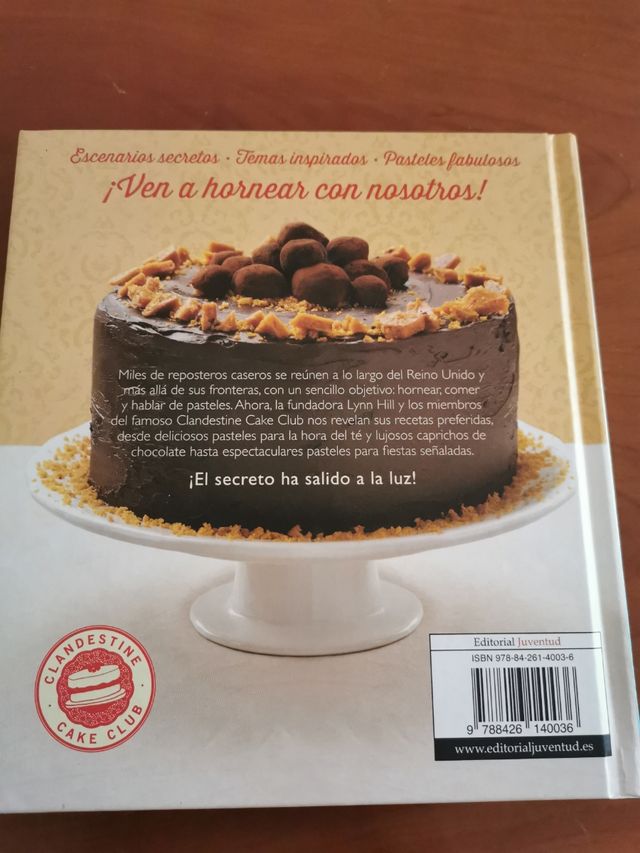 Escenarios secretos · Temas inspirados · Pasteles fabulosos
¡Ven a hornear con nosotros!
Miles de reposteros caseros se reúnen a lo largo del Reino Unido y
más allá de sus fronteras, con un sencillo objetivo: hornear, comer
y hablar de pasteles. Ahora, la fundadora Lynn Hill y los miembros
del famoso Clandestine Cake Club nos revelan sus recetas preferidas,
desde deliciosos pasteles para la hora del té y lujosos caprichos de
chocolate hasta espectaculares pasteles para fiestas señaladas.
¡El secreto ha salido a la luz!
CLANDESTINE
CAKE CLUB
Editorial Juventud
ISBN 978-84-261-4003-6
9 788426 140036
www.editorialjuventud.es